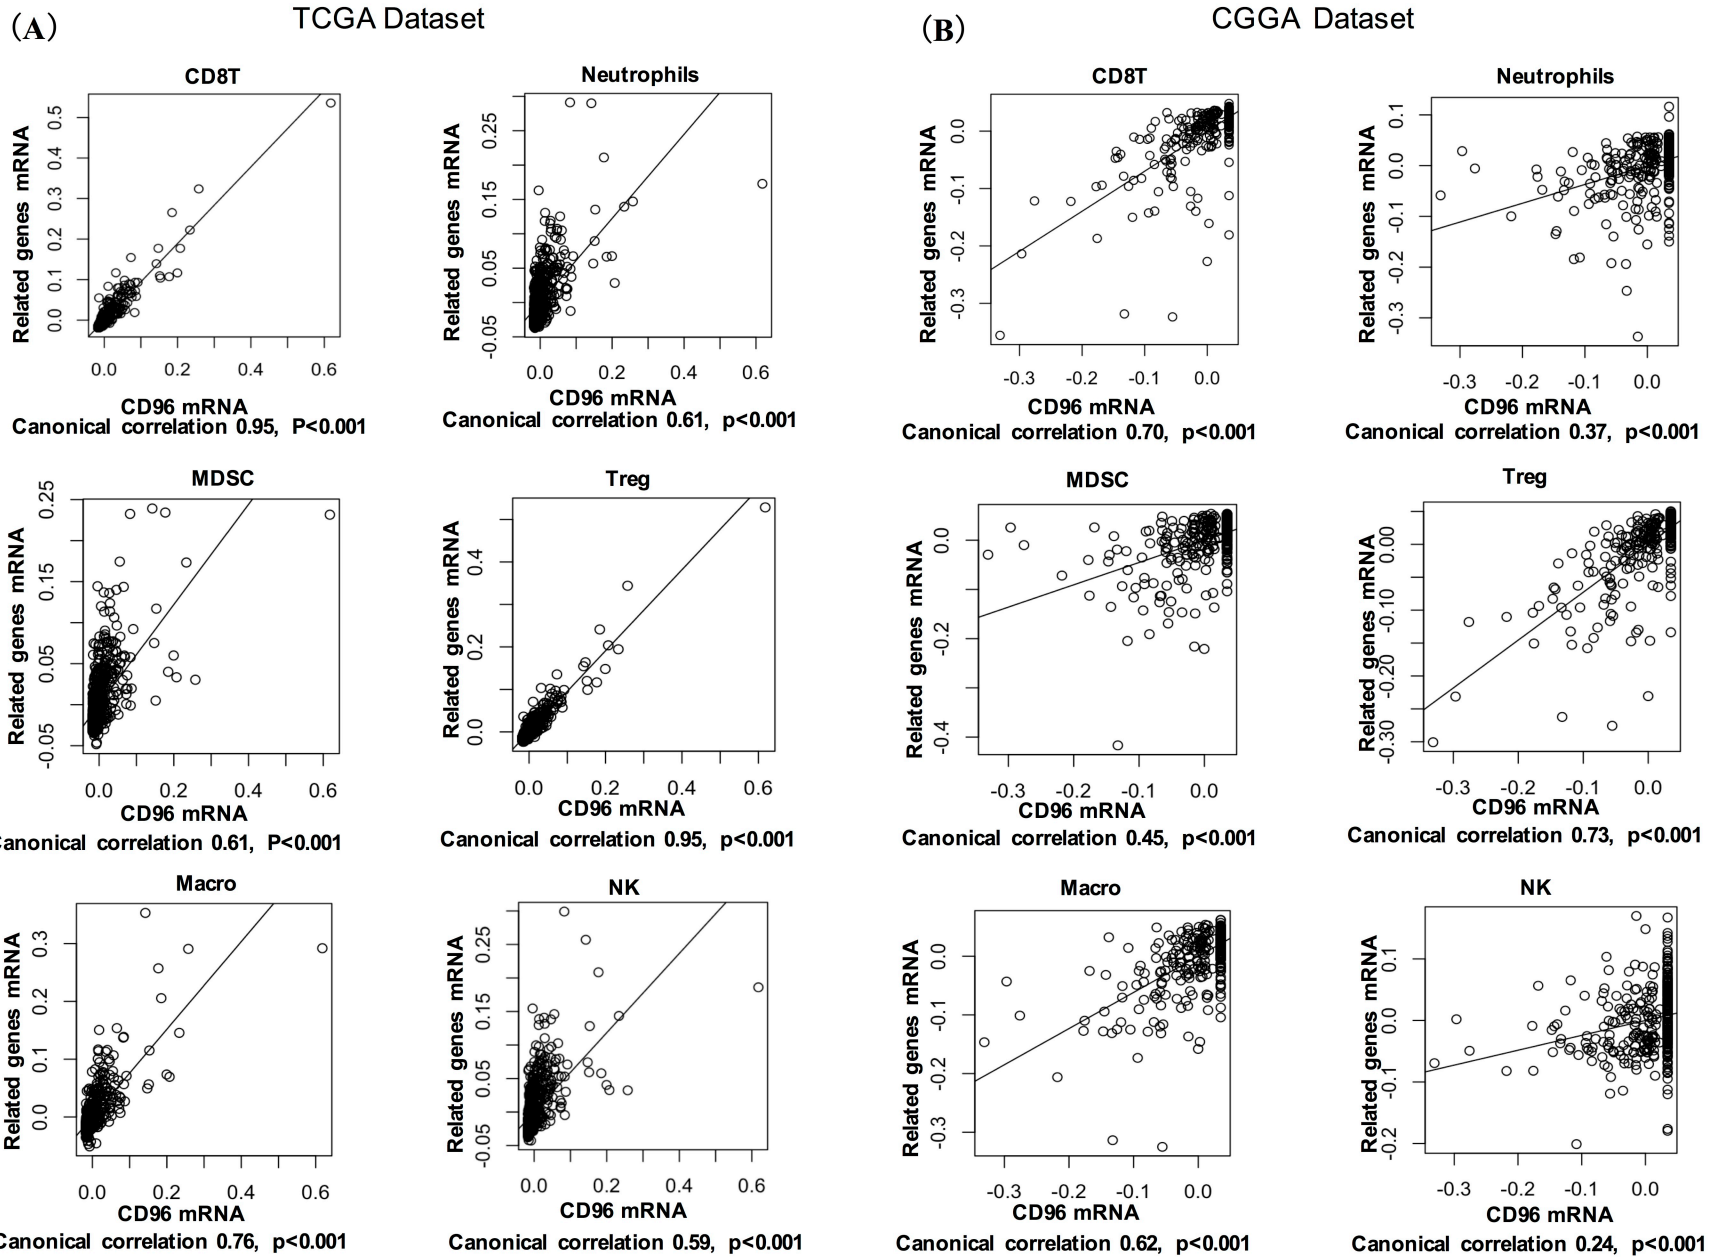 (A) TCGA Dataset
CD8T
Related genes mRNA
0.0 0.1 0.2 0.3 0.4 0.5
0.0 0.2 0.4 0.6
CD96 mRNA
Canonical correlation 0.95, P<0.001
Neutrophils
Related genes mRNA
-0.05 0.05 0.15 0.25
0.0 0.2 0.4 0.6
CD96 mRNA
Canonical correlation 0.61, p<0.001
MDSC
Related genes mRNA
-0.05 0.05 0.15 0.25
0.0 0.2 0.4 0.6
CD96 mRNA
Canonical correlation 0.61, P<0.001
Treg
Related genes mRNA
0.0 0.2 0.4
0.0 0.2 0.4 0.6
CD96 mRNA
Canonical correlation 0.95, p<0.001
Macro
Related genes mRNA
0.0 0.1 0.2 0.3
0.0 0.2 0.4 0.6
CD96 mRNA
Canonical correlation 0.76, p<0.001
NK
Related genes mRNA
-0.05 0.05 0.15 0.25
0.0 0.2 0.4 0.6
CD96 mRNA
Canonical correlation 0.59, p<0.001
(B) CGGA Dataset
CD8T
Related genes mRNA
-0.3 -0.2 -0.1 0.0
-0.3 -0.2 -0.1 0.0
CD96 mRNA
Canonical correlation 0.70, p<0.001
Neutrophils
Related genes mRNA
-0.3 -0.2 -0.1 0.0 0.1
-0.3 -0.2 -0.1 0.0
CD96 mRNA
Canonical correlation 0.37, p<0.001
MDSC
Related genes mRNA
-0.4 -0.2 0.0
-0.3 -0.2 -0.1 0.0
CD96 mRNA
Canonical correlation 0.45, p<0.001
Treg
Related genes mRNA
-0.30 -0.20 -0.10 0.00
-0.3 -0.2 -0.1 0.0
CD96 mRNA
Canonical correlation 0.73, p<0.001
Macro
Related genes mRNA
-0.3 -0.2 -0.1 0.0
-0.3 -0.2 -0.1 0.0
CD96 mRNA
Canonical correlation 0.62, p<0.001
NK
Related genes mRNA
-0.2 -0.1 0.0 0.1
-0.3 -0.2 -0.1 0.0
CD96 mRNA
Canonical correlation 0.24, p<0.001